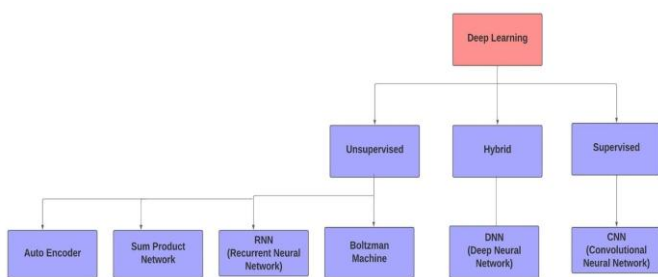 Deep Learning
Unsupervised
Hybrid
Supervised
Auto Encoder
Sum Product
Network
RNN
(Recurrent Neural
Network)
Boltzman
Machine
DNN
(Deep Neural
Network)
CNN
(Convolutional
Neural Network)